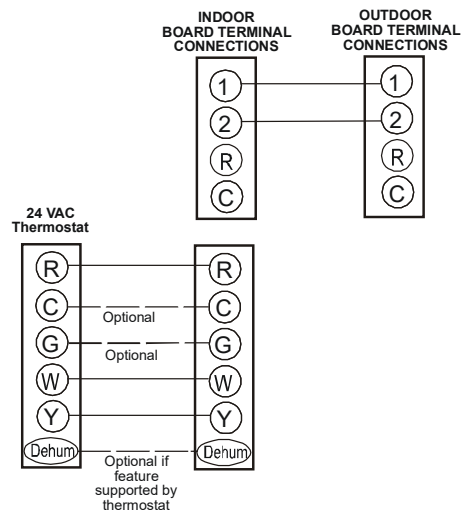 INDOOR
BOARD TERMINAL
CONNECTIONS
OUTDOOR
BOARD TERMINAL
CONNECTIONS
1
1
2
2
R
R
C
C
24 VAC
Thermostat
R
R
C
Optional
C
G
Optional
G
W
W
Y
Y
Dehum
Optional if
feature
supported by
thermostat
Dehum